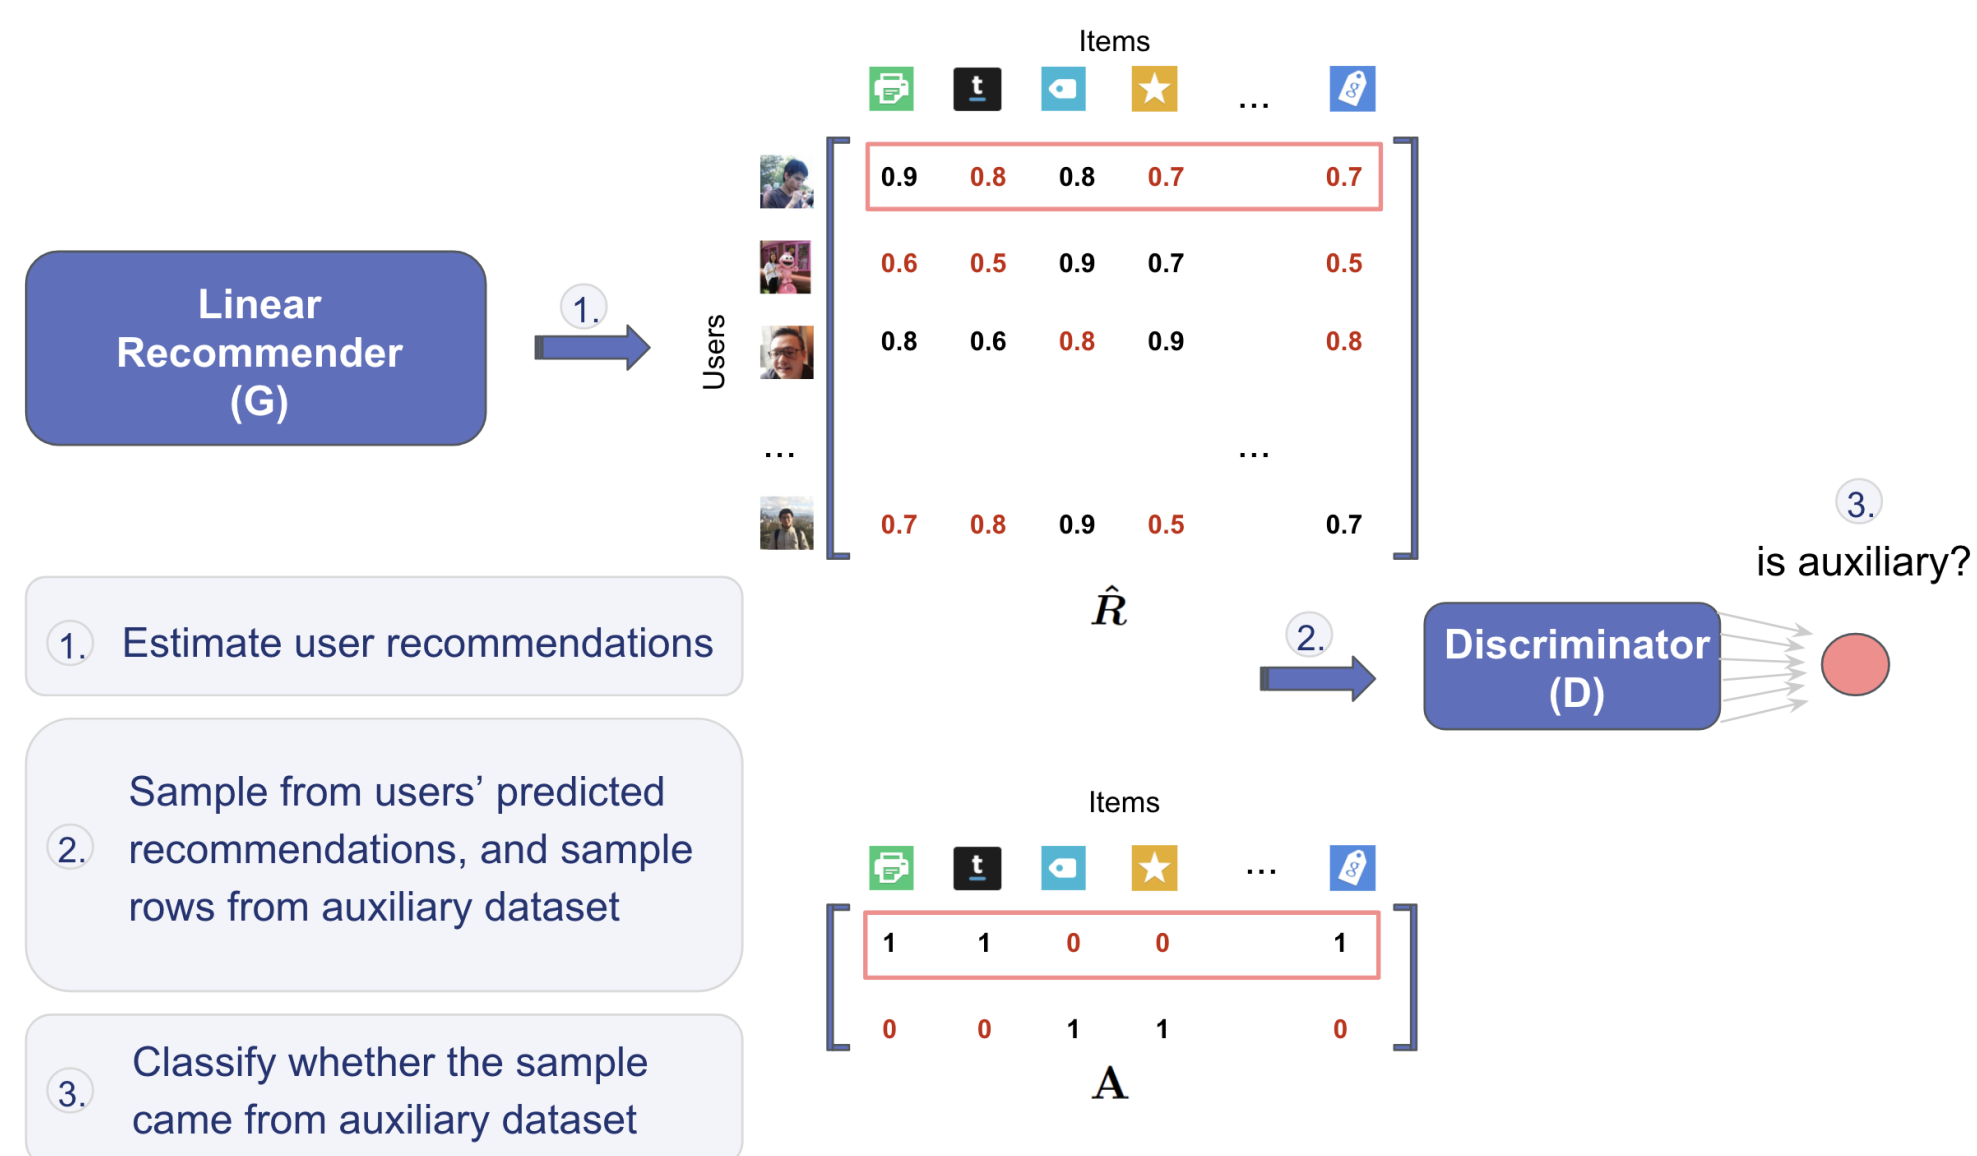 Items
t
g
0.9 0.8 0.8 0.7 0.7
0.6 0.5 0.9 0.7 0.5
0.8 0.6 0.8 0.9 0.8
... ...
0.7 0.8 0.9 0.5 0.7
Users
R̂
Linear
Recommender
(G)
1.
1. Estimate user recommendations
2. Sample from users’ predicted
recommendations, and sample
rows from auxiliary dataset
3. Classify whether the sample
came from auxiliary dataset
2.
Discriminator
(D)
3.
is auxiliary?
Items
t ... g
1 1 0 0 1
0 0 1 1 0
A